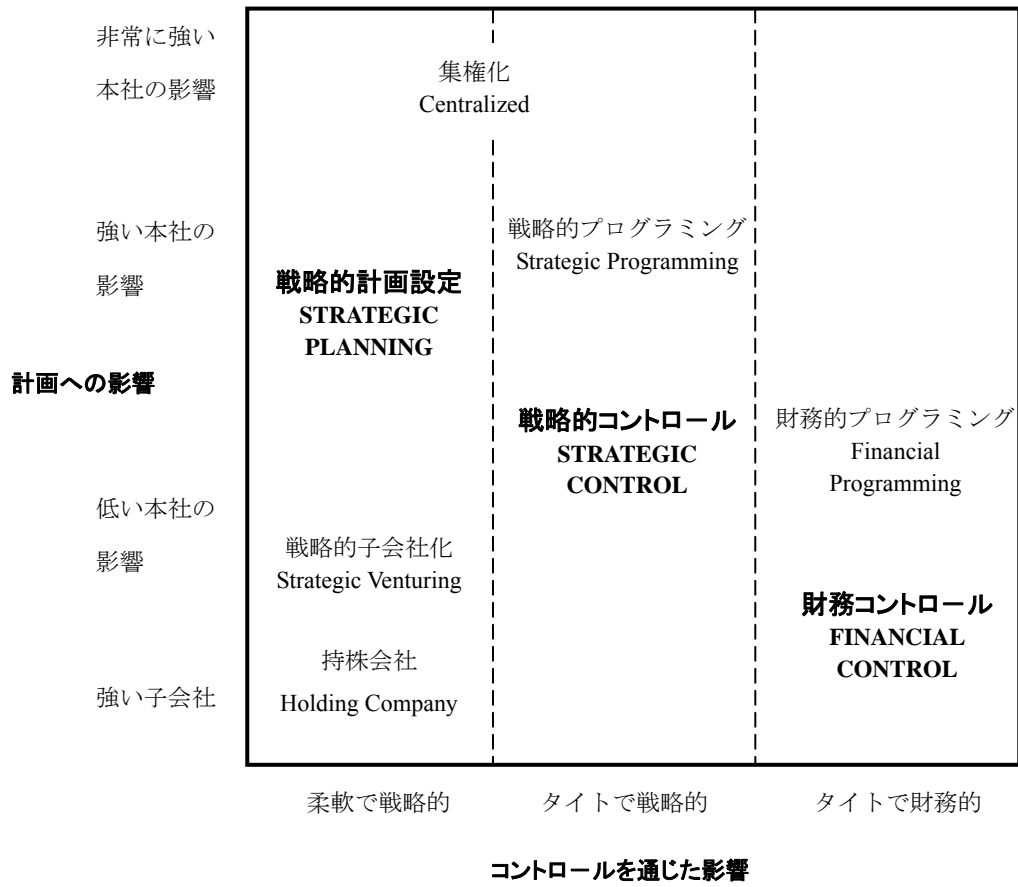 非常に強い
本社の影響
集権化
Centralized
強い本社の
影響
戦略的プログラミング
Strategic Programming
戦略的計画設定
STRATEGIC
PLANNING
計画への影響
戦略的コントロール
STRATEGIC
CONTROL
財務的プログラミング
Financial
Programming
低い本社の
影響
戦略的子会社化
Strategic Venturing
財務コントロール
FINANCIAL
CONTROL
持株会社
Holding Company
強い子会社
柔軟で戦略的
タイトで戦略的
タイトで財務的
コントロールを通じた影響